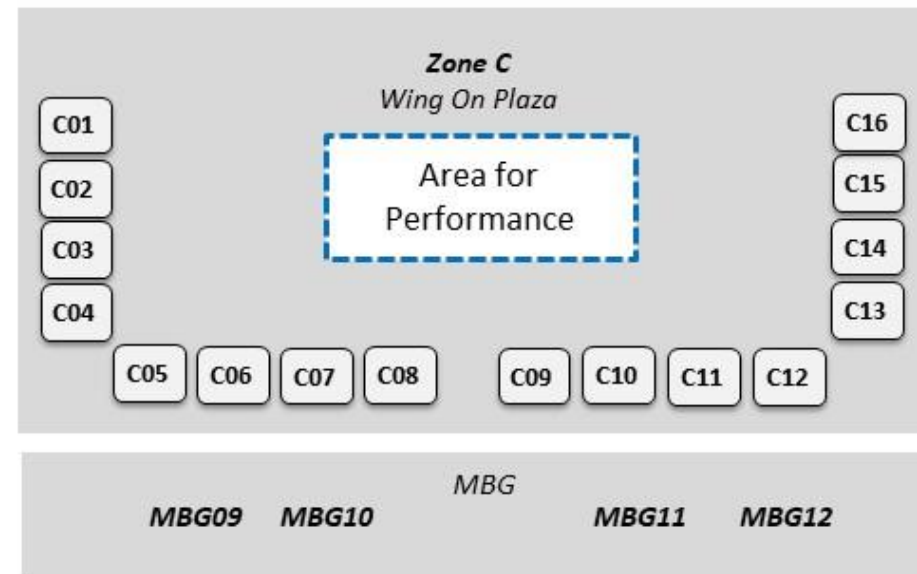 Zone C
Wing On Plaza
Area for
Performance
C01
C02
C03
C04
C16
C15
C14
C13
C05 C06 C07 C08 C09 C10 C11 C12
MBG
MBG09 MBG10 MBG11 MBG12